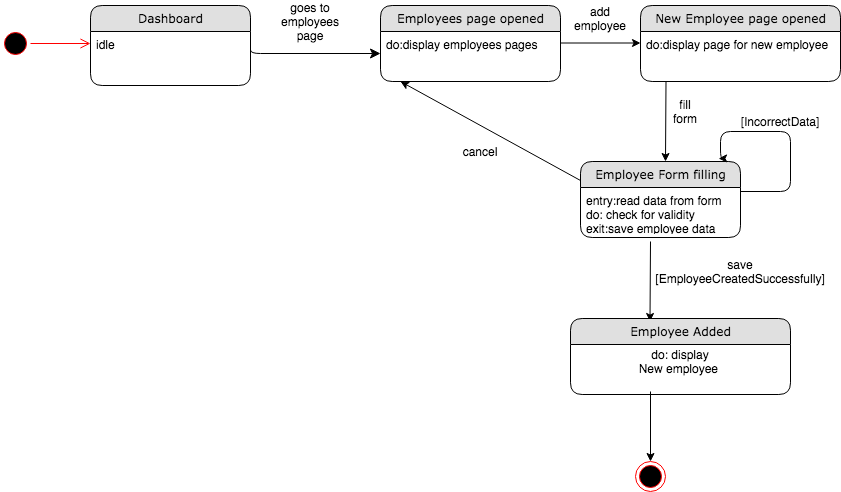 Dashboard
idle
goes to
employees
page
Employees page opened
do:display employees pages
add
employee
New Employee page opened
do:display page for new employee
fill
form
[IncorrectData]
cancel
Employee Form filling
entry:read data from form
do: check for validity
exit:save employee data
save
[EmployeeCreatedSuccessfully]
Employee Added
do: display
New employee